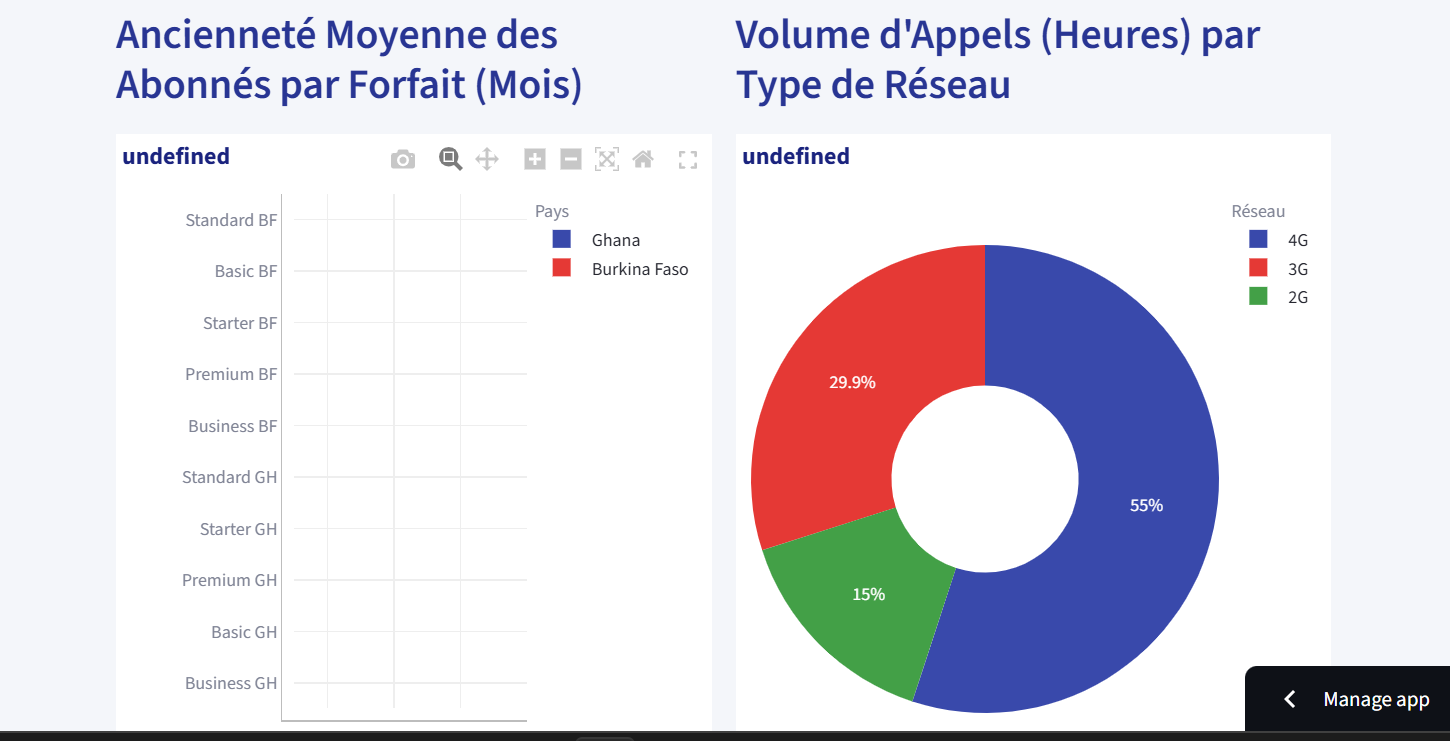 Ancienneté Moyenne des
Abonnés par Forfait (Mois)
undefined
Pays
Ghana
Burkina Faso
Standard BF
Basic BF
Starter BF
Premium BF
Business BF
Standard GH
Starter GH
Premium GH
Basic GH
Business GH
Volume d'Appels (Heures) par
Type de Réseau
undefined
Réseau
4G
3G
2G
29.9%
55%
15%
Manage app